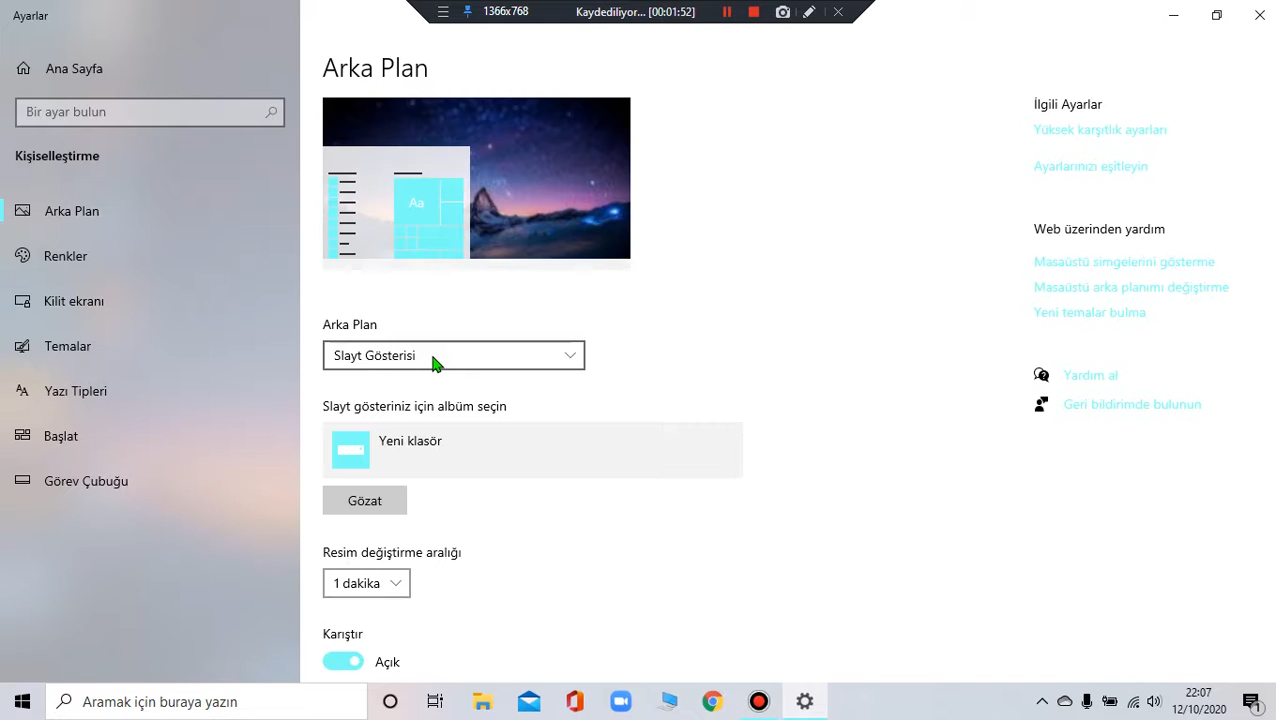 Ayarlar
1366x768
Kaydediliyor... [00:01:52]
Ana Sayfa
Bir ayar bulun
Kişiselleştirme
Arka Plan
Renkler
Kilit ekranı
Temalar
Yazı Tipleri
Başlat
Görev Çubuğu
Arka Plan
Aa
Arka Plan
Slayt Gösterisi
Slayt gösteriniz için albüm seçin
Yeni klasör
Gözat
Resim değiştirme aralığı
1 dakika
Karıştır
Açık
İlgili Ayarlar
Yüksek karşıtlık ayarları
Ayarlarınızı eşitleyin
Web üzerinden yardım
Masaüstü simgelerini gösterme
Masaüstü arka planımı değiştirme
Yeni temalar bulma
Yardım al
Geri bildirimde bulunun
Aramak için buraya yazın
22:07
12/10/2020
1